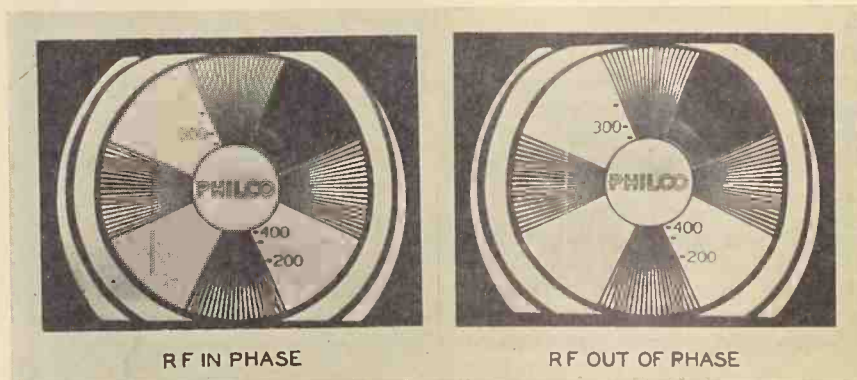 300-
PHILCO
-400
-200
300-
PHILCO
-400
-200
RF IN PHASE
RF OUT OF PHASE